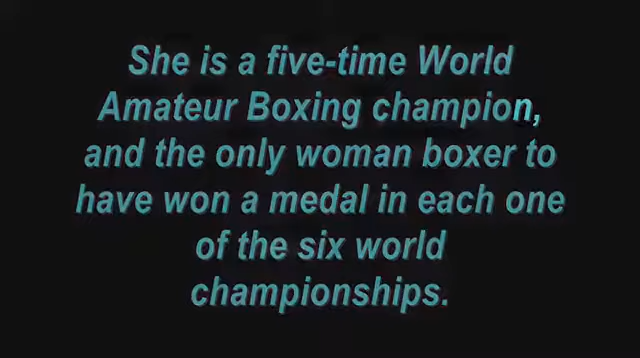 She is a five-time World
Amateur Boxing champion,
and the only woman boxer to
have won a medal in each one
of the six world
championships.